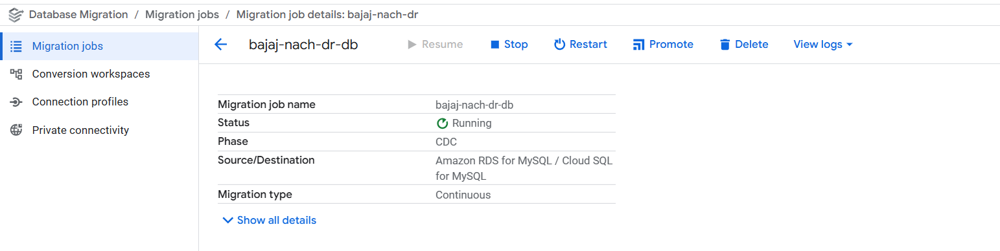 Database Migration / Migration jobs / Migration job details: bajaj-nach-dr
Migration jobs
Conversion workspaces
Connection profiles
Private connectivity
bajaj-nach-dr-db Resume Stop Restart Promote Delete View logs
Migration job name bajaj-nach-dr-db
Status Running
Phase CDC
Source/Destination Amazon RDS for MySQL / Cloud SQL
for MySQL
Migration type Continuous
Show all details